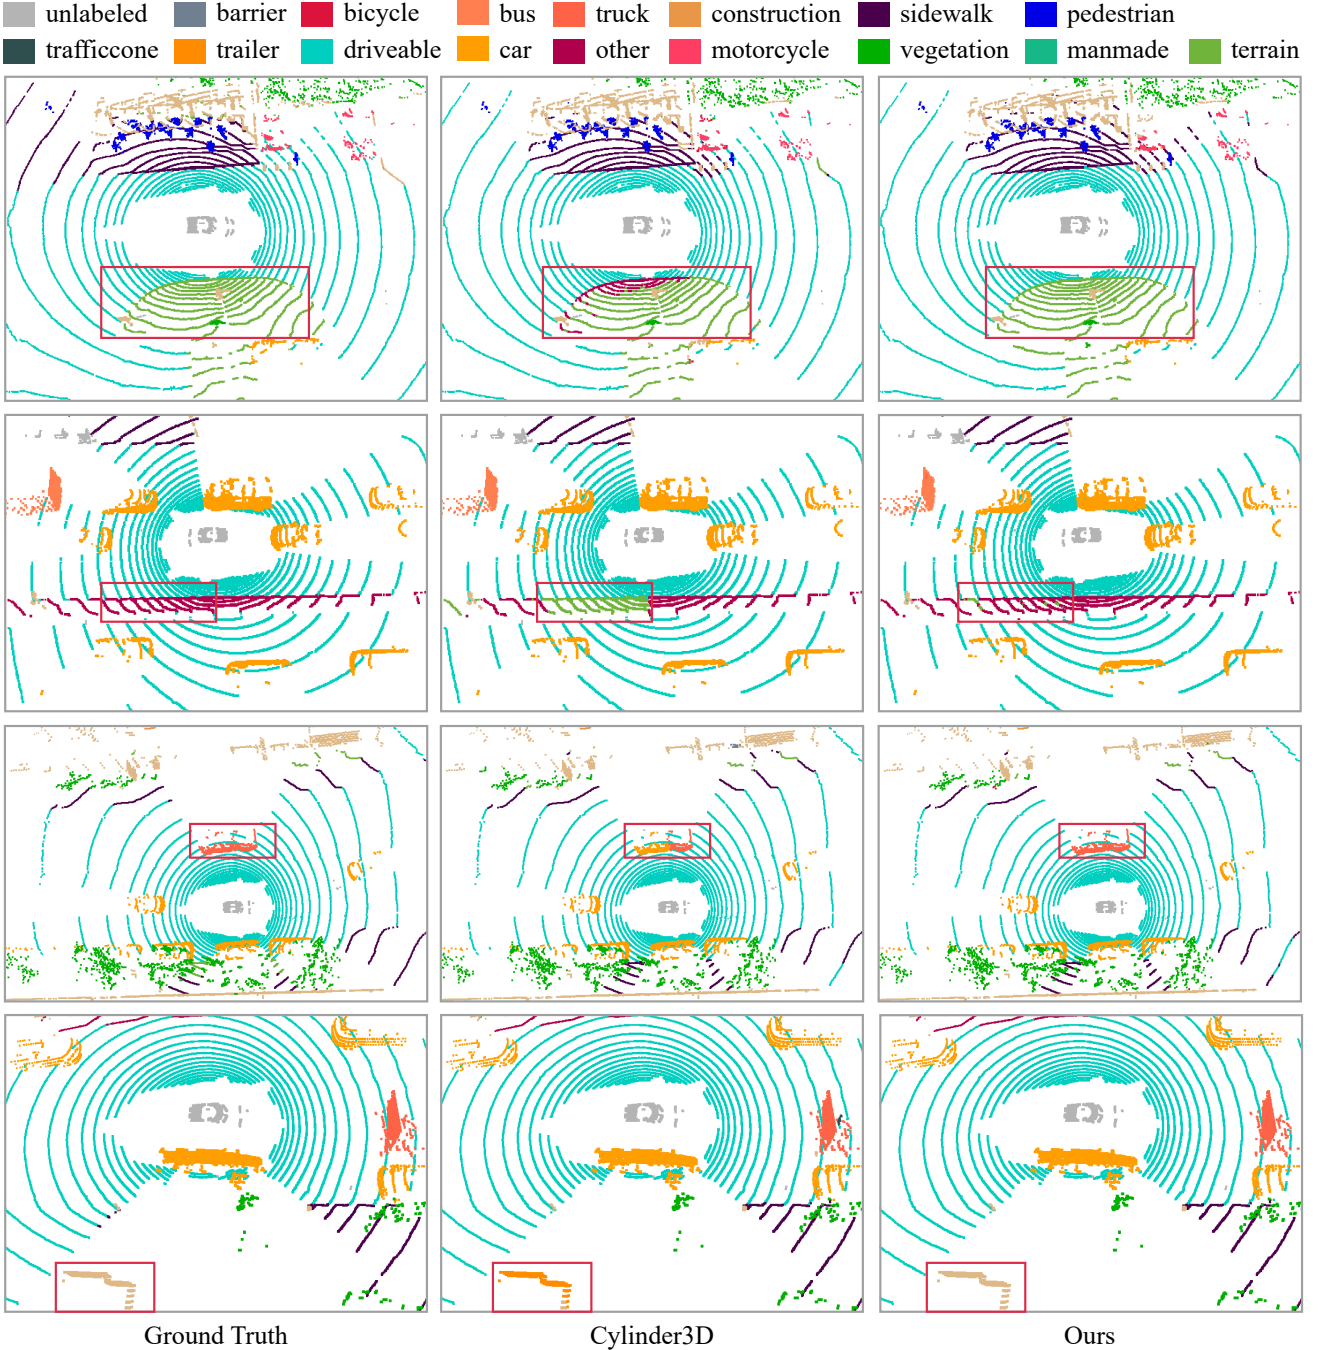 unlabeled barrier bicycle bus truck construction sidewalk pedestrian
trafficcone trailer driveable car other motorcycle vegetation manmade terrain
Ground Truth Cylinder3D Ours